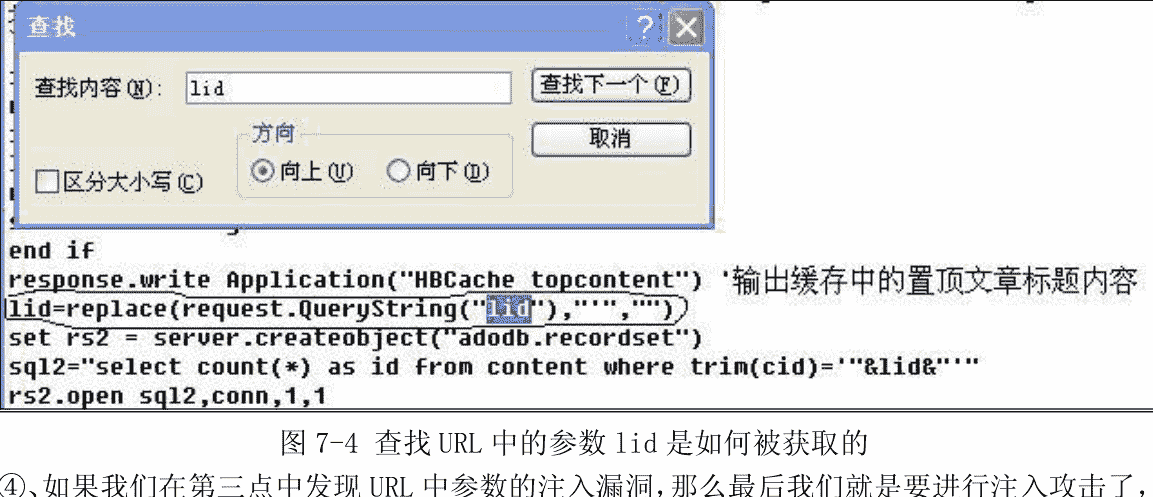 查找
查找内容(N): lid
查找下一个(F)
方向
取消
区分大小写(C)
向上(U) 向下(D)
end if
response.write Application("HBCache_topcontent") '输出缓存中的置顶文章标题内容
lid=replace(request.QueryString("lid"),"'","")
set rs2 = server.createobject("adodb.recordset")
sql2="select count(*) as id from content where trim(cid)='"&lid&"'"
rs2.open sql2,conn,1,1
图 7-4 查找 URL 中的参数 lid 是如何被获取的
④、如果我们在第三点中发现 URL 中参数的注入漏洞,那么最后我们就是要进行注入攻击了,